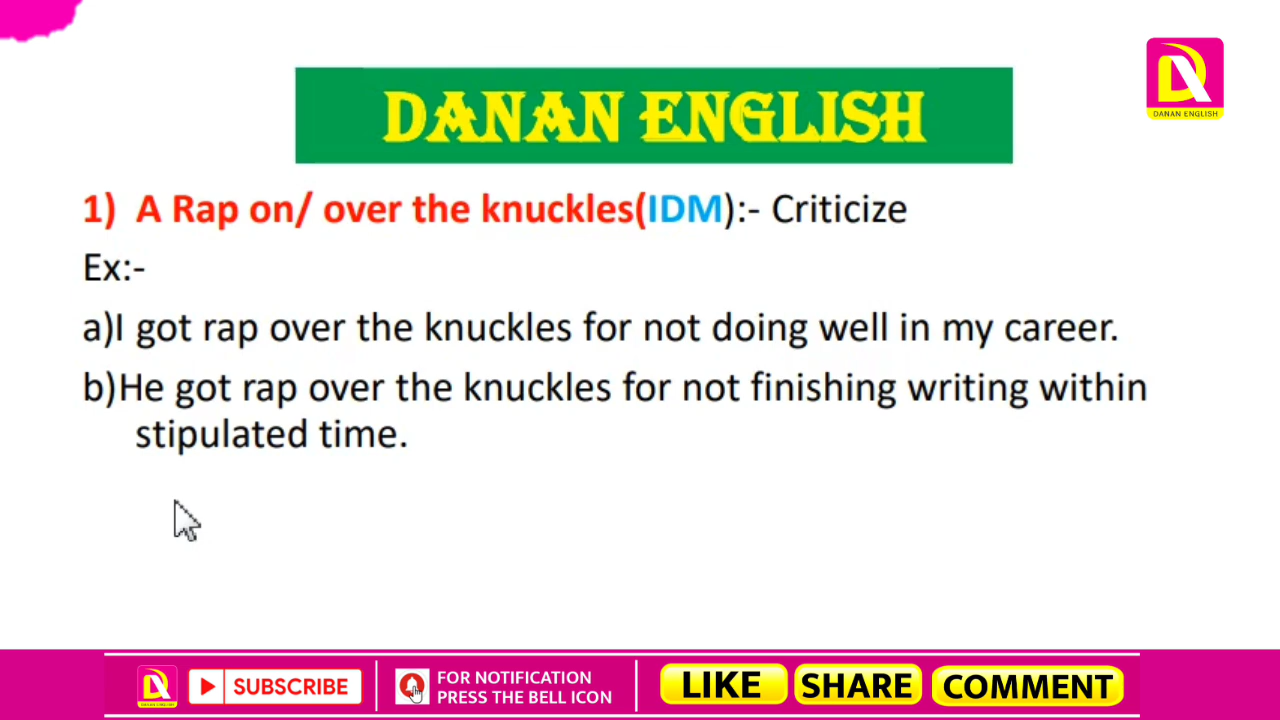 DANAN ENGLISH
DANAN ENGLISH
1) A Rap on/ over the knuckles(IDM):- Criticize
Ex:-
a)I got rap over the knuckles for not doing well in my career.
b)He got rap over the knuckles for not finishing writing within
stipulated time.
DANAN ENGLISH
SUBSCRIBE
FOR NOTIFICATION
PRESS THE BELL ICON
LIKE
SHARE
COMMENT